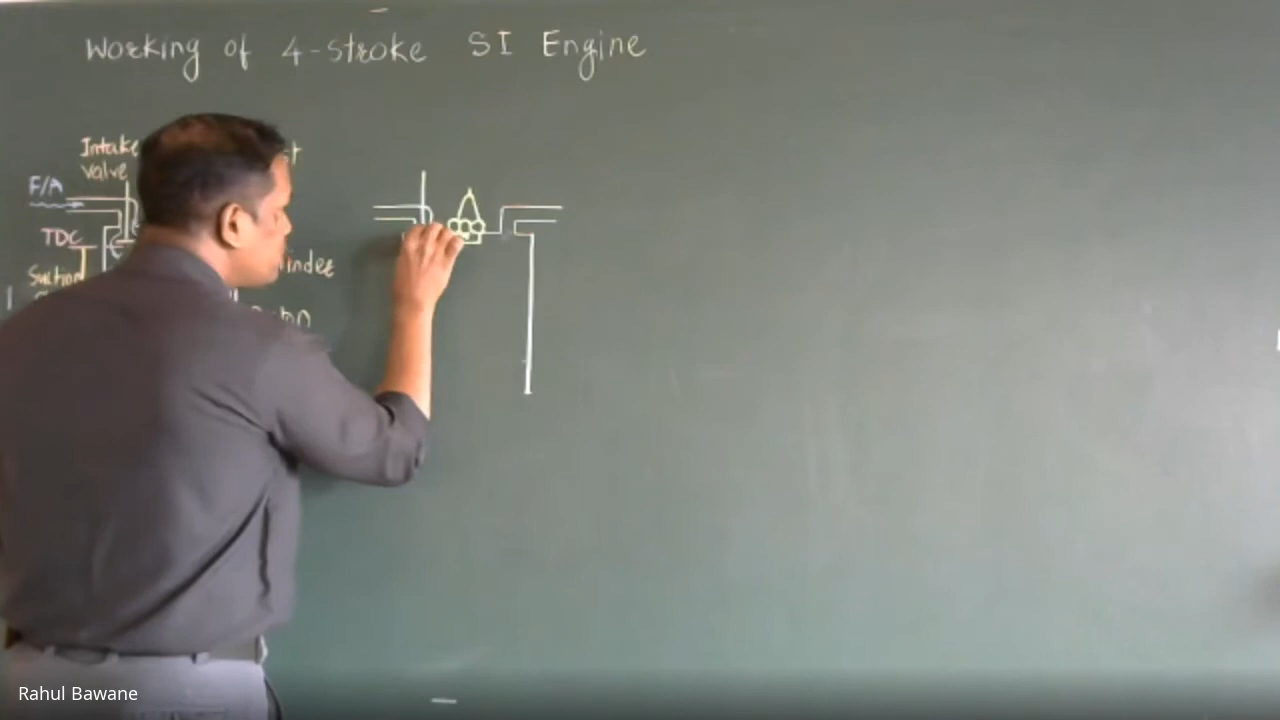 Working of 4-stroke SI Engine
Intake
valve
F/A
TDC
Suction
Rahul Bawane